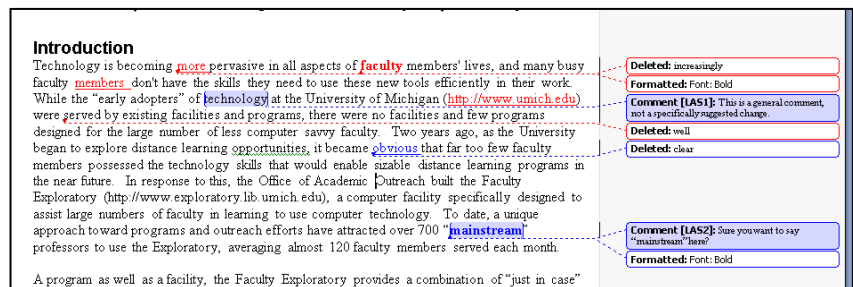 Introduction
Technology is becoming more pervasive in all aspects of faculty members' lives, and many busy
faculty members don't have the skills they need to use these new tools efficiently in their work.
While the “early adopters” of technology at the University of Michigan (http://www.umich.edu)
were served by existing facilities and programs, there were no facilities and few programs
designed for the large number of less computer savvy faculty. Two years ago, as the University
began to explore distance learning opportunities, it became obvious that far too few faculty
members possessed the technology skills that would enable sizable distance learning programs in
the near future. In response to this, the Office of Academic Outreach built the Faculty
Exploratory (http://www.exploratory.lib.umich.edu), a computer facility specifically designed to
assist large numbers of faculty in learning to use computer technology. To date, a unique
approach toward programs and outreach efforts have attracted over 700 “mainstream”
professors to use the Exploratory, averaging almost 120 faculty members served each month.
A program as well as a facility, the Faculty Exploratory provides a combination of “just in case”
Deleted: increasingly
Formatted: Font: Bold
Comment [LAS1]: This is a general comment,
not a specifically suggested change.
Deleted: well
Deleted: clear
Comment [LAS2]: Sure you want to say
“mainstream” here?
Formatted: Font: Bold